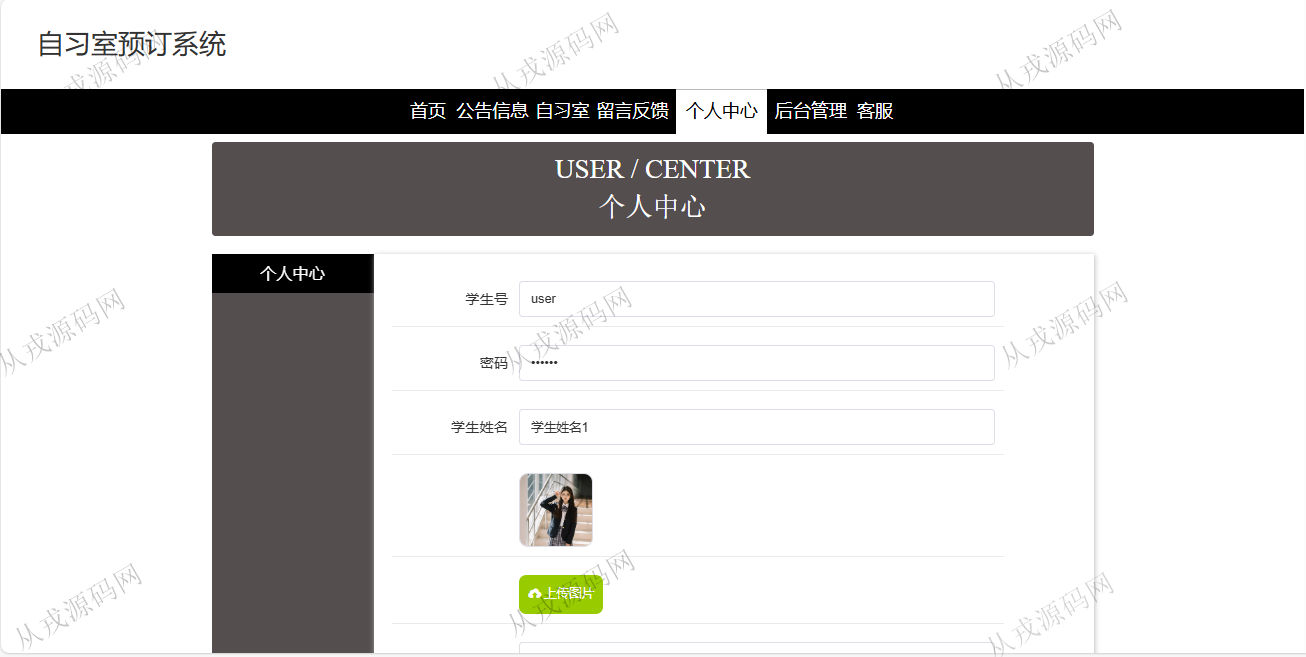 自习室预订系统
首页 公告信息 自习室 留言反馈 个人中心 后台管理 客服
USER / CENTER
个人中心
个人中心
学生号 user
密码 ••••••
学生姓名 学生姓名1
上传图片
从戎源码网
从戎源码网
从戎源码网
从戎源码网
从戎源码网
从戎源码网
从戎源码网
从戎源码网
从戎源码网